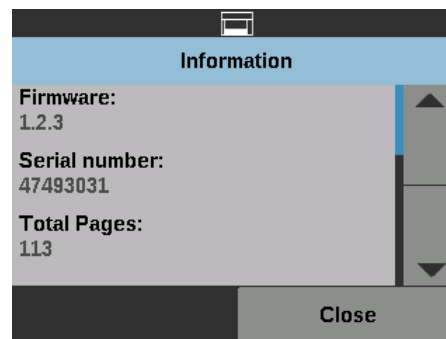 Information
Firmware:
1.2.3
Serial number:
47493031
Total Pages:
113
Close